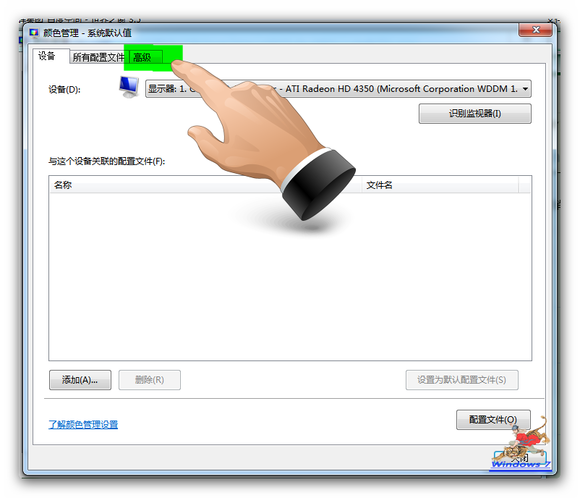 颜色管理 - 系统默认值
设备
所有配置文件
高级
设备(D):
显示器: 1.
- ATI Radeon HD 4350 (Microsoft Corporation WDDM 1.
识别监视器(I)
与这个设备关联的配置文件(F):
名称
文件名
添加(A)...
删除(R)
设置为默认配置文件(S)
了解颜色管理设置
配置文件(O)
Windows 7